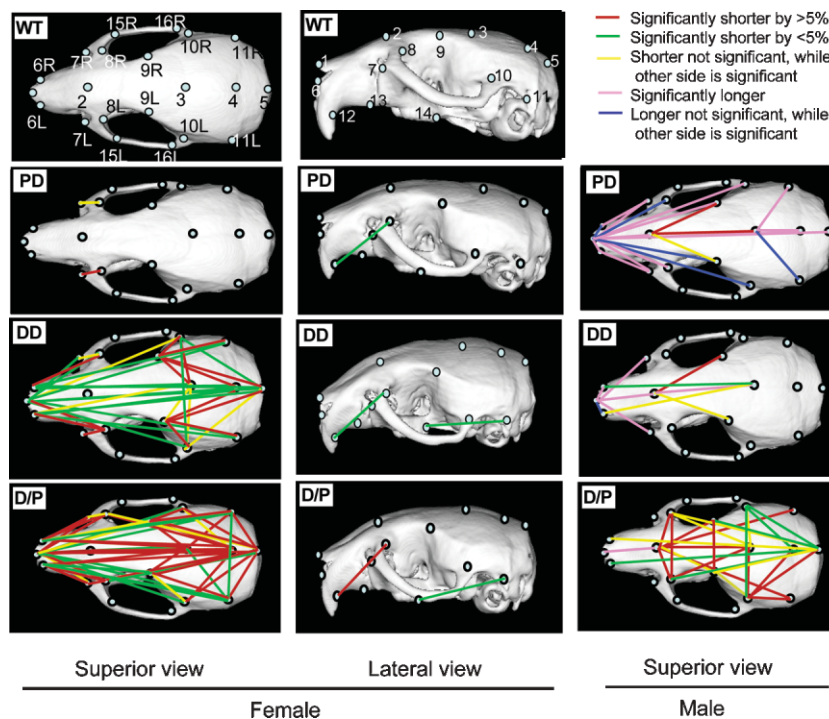 WT
15R 16R
10R
11R
6R
7R
8R
9R
2
8L
9L
3
4
5
6L
7L
10L
11L
15L
16L
1
2
3
4
5
6
7
8
9
10
11
12
13
14
Significantly shorter by >5%
Significantly shorter by <5%
Shorter not significant, while
other side is significant
Significantly longer
Longer not significant, while
other side is significant
PD
PD
PD
DD
DD
DD
D/P
D/P
D/P
Superior view
Lateral view
Superior view
Female
Male